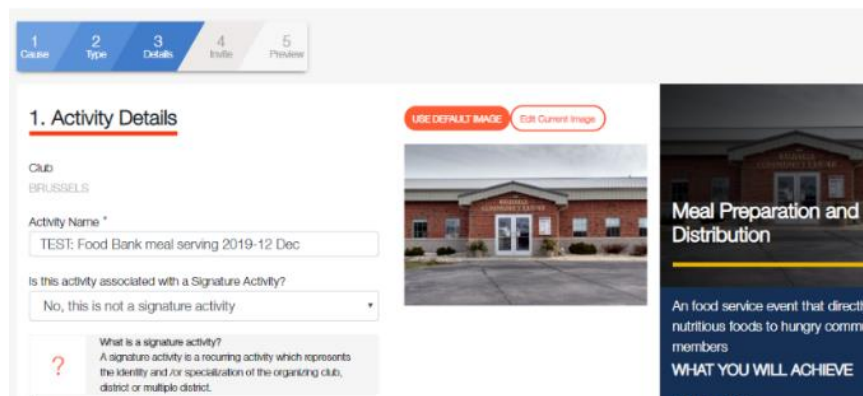 1
Cause
2
Type
3
Details
4
Invite
5
Preview
1. Activity Details
Club
BRUSSELS
Activity Name *
TEST: Food Bank meal serving 2019-12 Dec
Is this activity associated with a Signature Activity?
No, this is not a signature activity
?
What is a signature activity?
A signature activity is a recurring activity which represents
the identity and /or specialization of the organizing club,
district or multiple district.
USE DEFAULT IMAGE
Edit Current Image
COMMUNITY CENTRE
Meal Preparation and
Distribution
An food service event that directl
nutritious foods to hungry comm
members
WHAT YOU WILL ACHIEVE